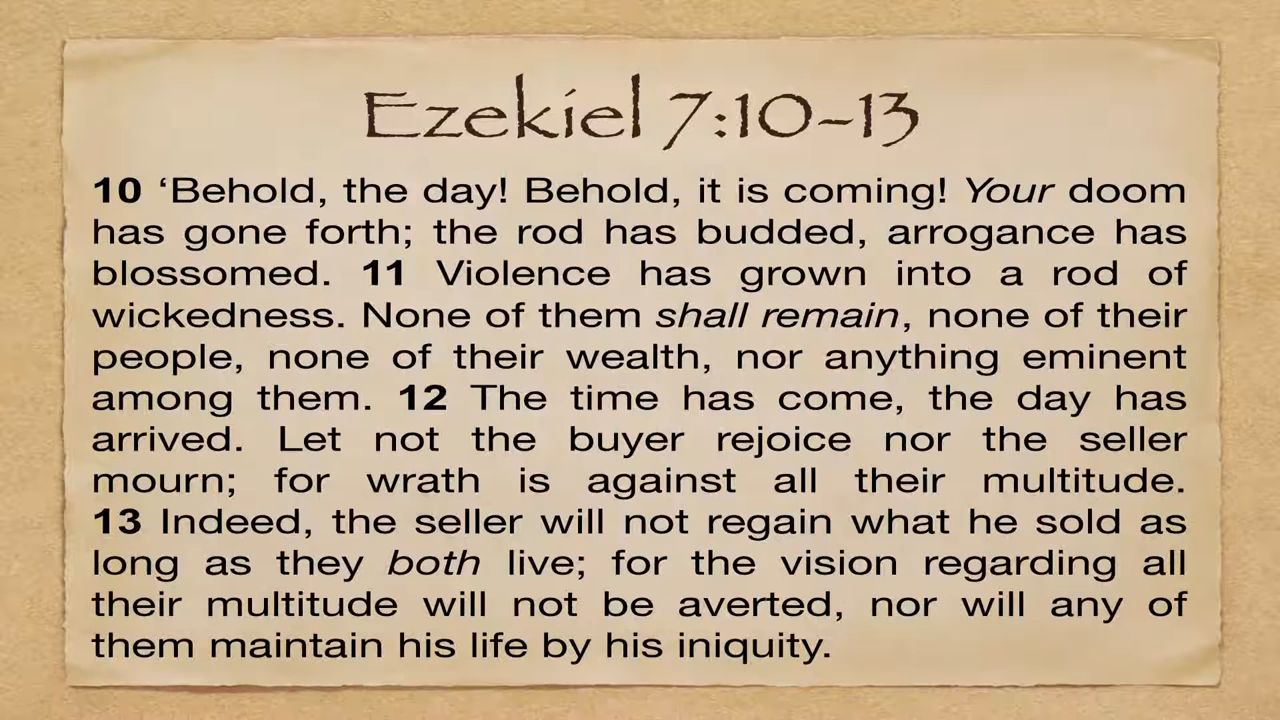 Ezekiel 7:10-13
10 ‘Behold, the day! Behold, it is coming! Your doom
has gone forth; the rod has budded, arrogance has
blossomed. 11 Violence has grown into a rod of
wickedness. None of them shall remain, none of their
people, none of their wealth, nor anything eminent
among them. 12 The time has come, the day has
arrived. Let not the buyer rejoice nor the seller
mourn; for wrath is against all their multitude.
13 Indeed, the seller will not regain what he sold as
long as they both live; for the vision regarding all
their multitude will not be averted, nor will any of
them maintain his life by his iniquity.